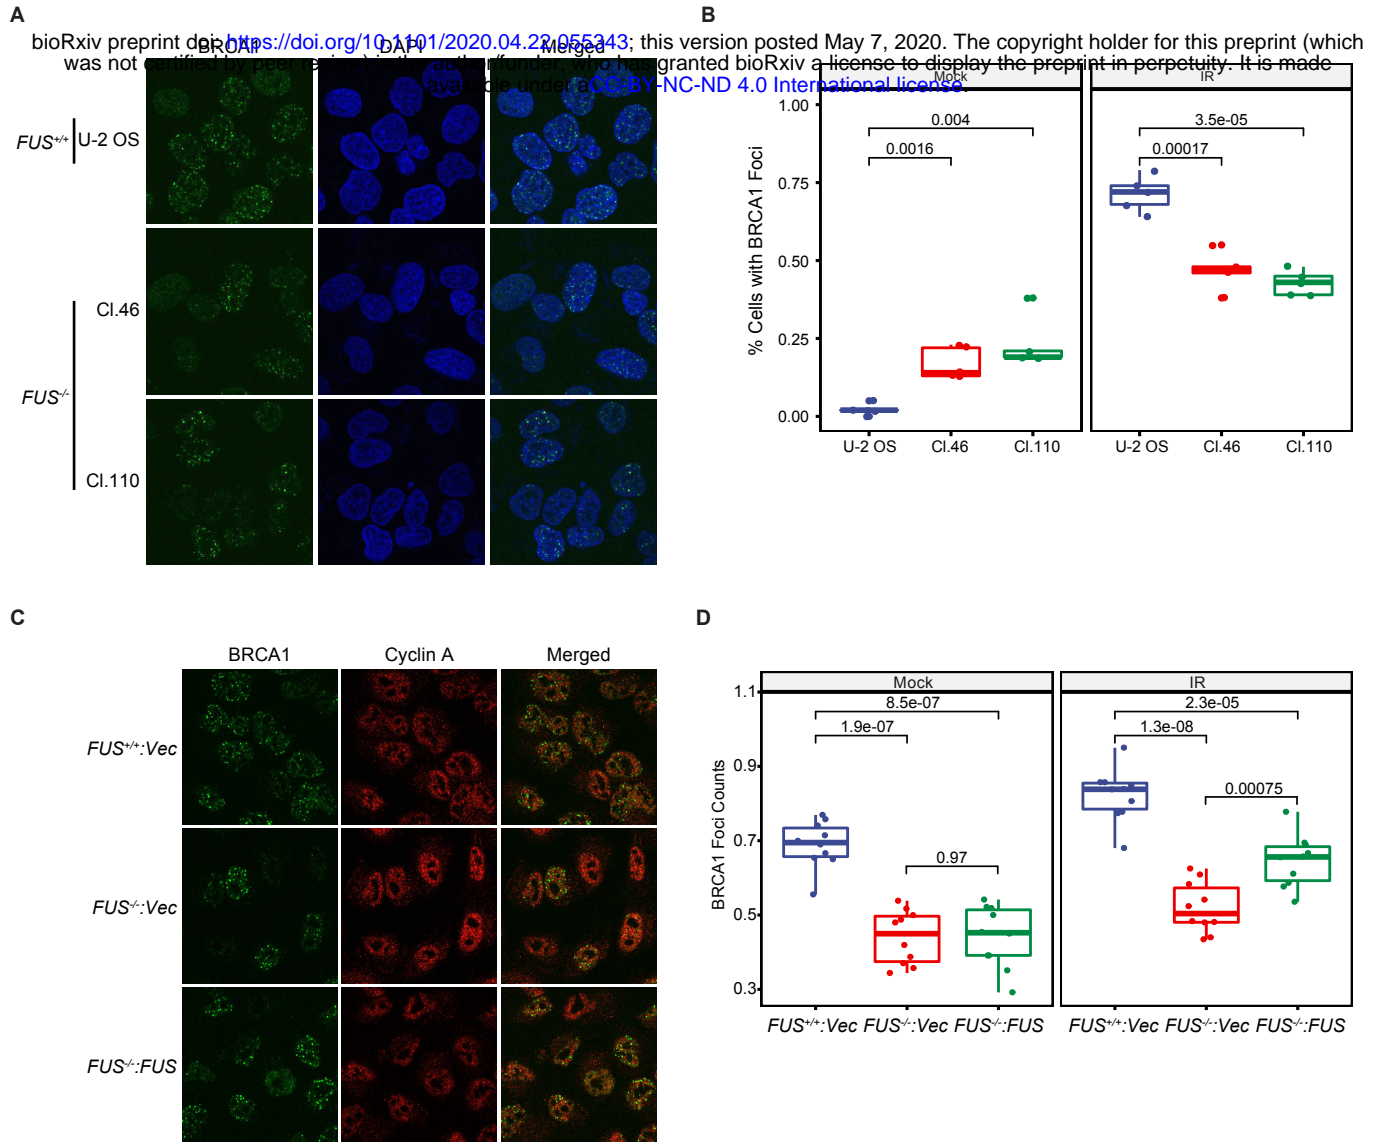 A
B
bioRxiv preprint doi: https://doi.org/10.1101/2020.04.22.055343; this version posted May 7, 2020. The copyright holder for this preprint (which
was not certified by peer review) is the author/funder, who has granted bioRxiv a license to display the preprint in perpetuity. It is made
available under a CC-BY-NC-ND 4.0 International license.
BRCA1 DAPI Merged
FUS+/+ U-2 OS
FUS-/-
Cl.46
Cl.110
Mock IR
% Cells with BRCA1 Foci
1.00
0.75
0.50
0.25
0.00
0.004
0.0016
3.5e-05
0.00017
U-2 OS Cl.46 Cl.110 U-2 OS Cl.46 Cl.110
C
D
BRCA1 Cyclin A Merged
FUS+/+:Vec
FUS-/-:Vec
FUS-/-:FUS
Mock IR
BRCA1 Foci Counts
1.1
0.9
0.7
0.5
0.3
8.5e-07
1.9e-07
0.97
2.3e-05
1.3e-08
0.00075
FUS+/+:Vec FUS-/-:Vec FUS-/-:FUS FUS+/+:Vec FUS-/-:Vec FUS-/-:FUS